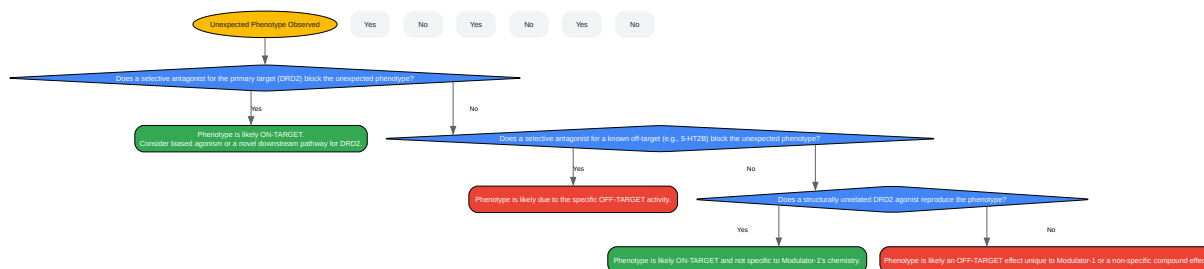 Unexpected Phenotype Observed
Yes
No
Yes
No
Yes
No
Does a selective antagonist for the primary target (DRD2) block the unexpected phenotype?
Yes
No
Phenotype is likely ON-TARGET.
Consider biased agonism or a novel downstream pathway for DRD2.
Does a selective antagonist for a known off-target (e.g., 5-HT2B) block the unexpected phenotype?
Yes
No
Phenotype is likely due to the specific OFF-TARGET activity.
Does a structurally unrelated DRD2 agonist reproduce the phenotype?
Yes
No
Phenotype is likely ON-TARGET and not specific to Modulator-1's chemistry.
Phenotype is likely an OFF-TARGET effect unique to Modulator-1 or a non-specific compound